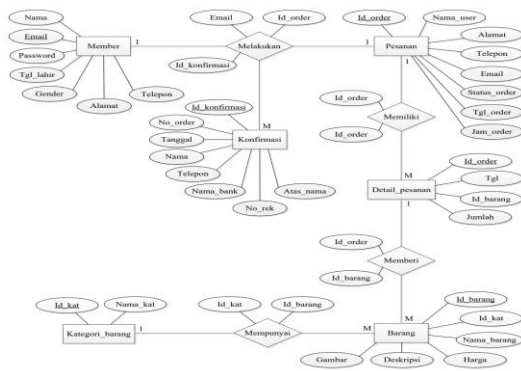 Nama
Email
Password
Tgl_lahir
Gender
Alamat
Telepon
Member
1
Email
Id_order
Id_konfirmasi
Melakukan
1
M
Pesanan
Id_order
Nama_user
Alamat
Telepon
Email
Status_order
Tgl_order
Jam_order
1
Id_order
Id_order
Memiliki
M
Id_konfirmasi
No_order
Tanggal
Nama
Telepon
Nama_bank
No_rek
Atas_nama
Konfirmasi
Detail_pesanan
Id_order
Tgl
Id_barang
Jumlah
1
Id_order
Id_barang
Memberi
M
Id_kat
Nama_kat
Kategori_barang
1
Id_kat
Id_barang
Mempunyai
M
Barang
Id_barang
Id_kat
Nama_barang
Harga
Deskripsi
Gambar